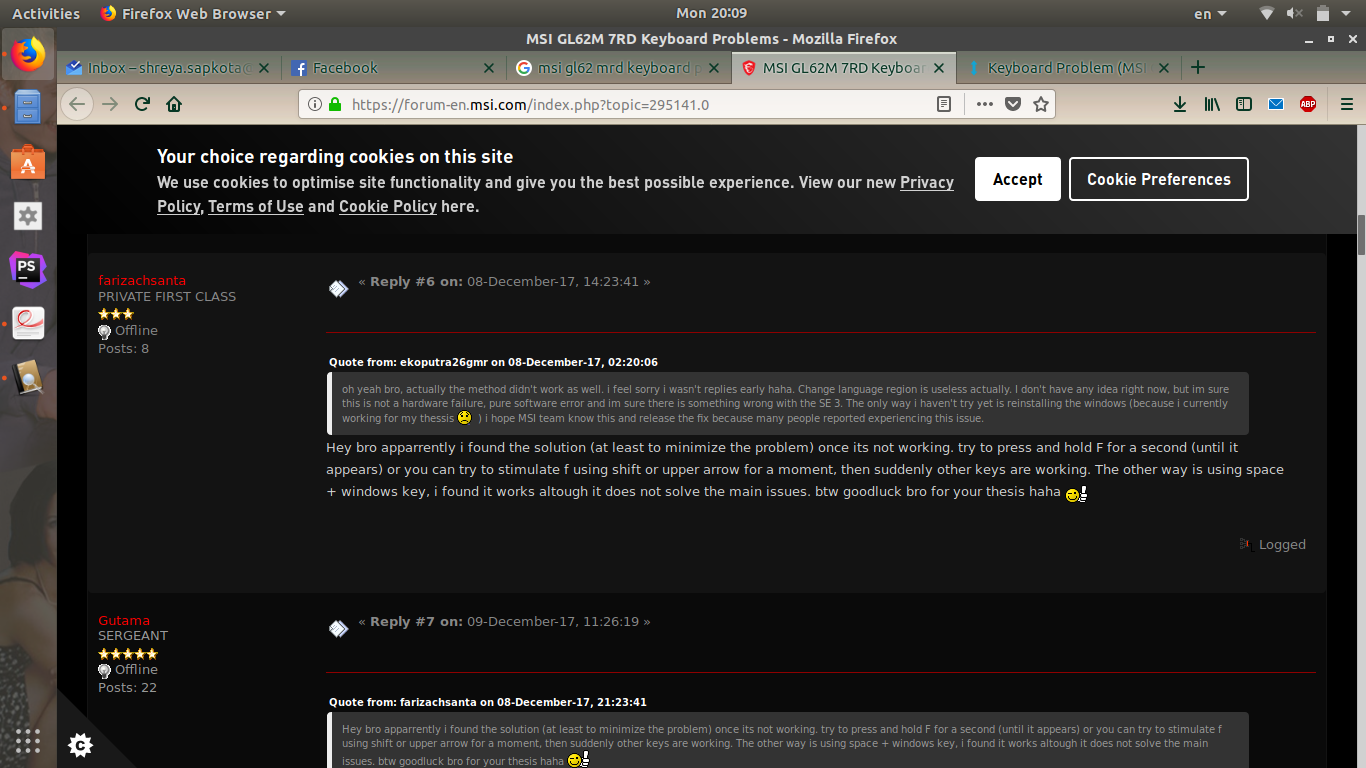 Activities Firefox Web Browser Mon 20:09 en
MSI GL62M 7RD Keyboard Problems - Mozilla Firefox
Inbox – shreya.sapkota@ Facebook msi gl62 mrd keyboard p MSI GL62M 7RD Keyboar Keyboard Problem (MSI
https://forum-en.msi.com/index.php?topic=295141.0 ABP
Your choice regarding cookies on this site
We use cookies to optimise site functionality and give you the best possible experience. View our new Privacy
Policy, Terms of Use and Cookie Policy here.
Accept Cookie Preferences
PS
farizachsanta
PRIVATE FIRST CLASS
Offline
Posts: 8
« Reply #6 on: 08-December-17, 14:23:41 »
Quote from: ekoputra26gmr on 08-December-17, 02:20:06
oh yeah bro, actually the method didn't work as well. i feel sorry i wasn't replies early haha. Change language region is useless actually. I don't have any idea right now, but im sure
this is not a hardware failure, pure software error and im sure there is something wrong with the SE 3. The only way i haven't try yet is reinstalling the windows (because i currently
working for my thessis ) i hope MSI team know this and release the fix because many people reported experiencing this issue.
Hey bro apparrently i found the solution (at least to minimize the problem) once its not working. try to press and hold F for a second (until it
appears) or you can try to stimulate f using shift or upper arrow for a moment, then suddenly other keys are working. The other way is using space
+ windows key, i found it works altough it does not solve the main issues. btw goodluck bro for your thesis haha
Logged
Gutama
SERGEANT
Offline
Posts: 22
« Reply #7 on: 09-December-17, 11:26:19 »
Quote from: farizachsanta on 08-December-17, 21:23:41
Hey bro apparrently i found the solution (at least to minimize the problem) once its not working. try to press and hold F for a second (until it appears) or you can try to stimulate f
using shift or upper arrow for a moment, then suddenly other keys are working. The other way is using space + windows key, i found it works altough it does not solve the main
issues. btw goodluck bro for your thesis haha